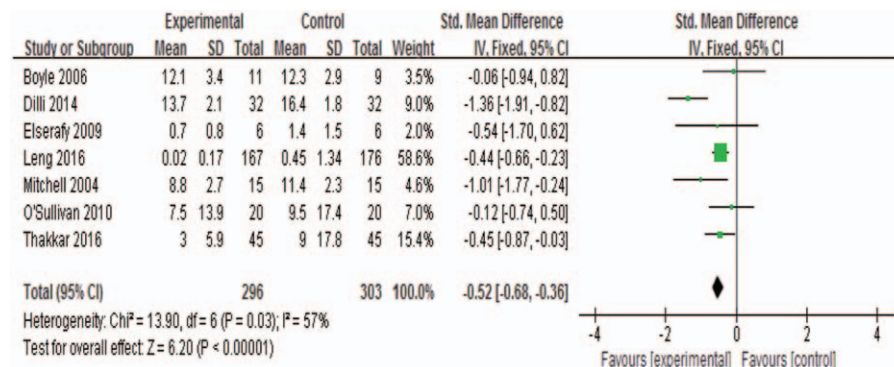 Experimental Control Std. Mean Difference Std. Mean Difference
Study or Subgroup Mean SD Total Mean SD Total Weight IV, Fixed, 95% CI IV, Fixed, 95% CI
Boyle 2006 12.1 3.4 11 12.3 2.9 9 3.5% -0.06 [-0.94, 0.82]
Dilli 2014 13.7 2.1 32 16.4 1.8 32 9.0% -1.36 [-1.91, -0.82]
Elserafy 2009 0.7 0.8 6 1.4 1.5 6 2.0% -0.54 [-1.70, 0.62]
Leng 2016 0.02 0.17 167 0.45 1.34 176 58.6% -0.44 [-0.66, -0.23]
Mitchell 2004 8.8 2.7 15 11.4 2.3 15 4.6% -1.01 [-1.77, -0.24]
O'Sullivan 2010 7.5 13.9 20 9.5 17.4 20 7.0% -0.12 [-0.74, 0.50]
Thakkar 2016 3 5.9 45 9 17.8 45 15.4% -0.45 [-0.87, -0.03]
Total (95% CI) 296 303 100.0% -0.52 [-0.68, -0.36]
Heterogeneity: Chi² = 13.90, df = 6 (P = 0.03); I² = 57%
Test for overall effect: Z = 6.20 (P < 0.00001)
-4 -2 0 2 4
Favours [experimental] Favours [control]